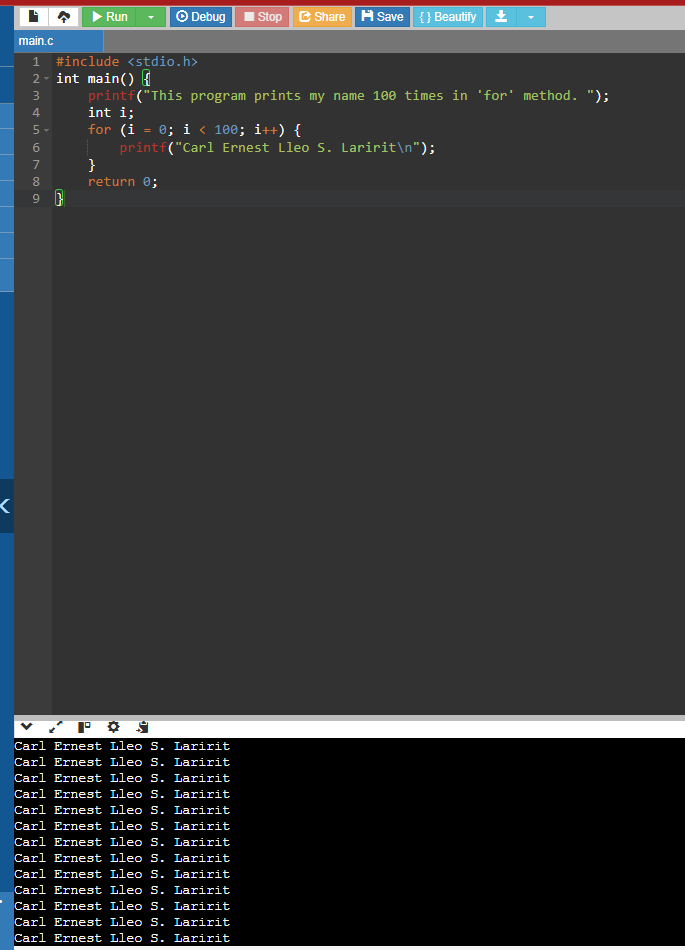 Run Debug Stop Share Save { } Beautify
main.c
1 #include <stdio.h>
2 int main() {
3 printf("This program prints my name 100 times in 'for' method. ");
4 int i;
5 for (i = 0; i < 100; i++) {
6 printf("Carl Ernest Lleo S. Laririt\n");
7 }
8 return 0;
9 }
Carl Ernest Lleo S. Laririt
Carl Ernest Lleo S. Laririt
Carl Ernest Lleo S. Laririt
Carl Ernest Lleo S. Laririt
Carl Ernest Lleo S. Laririt
Carl Ernest Lleo S. Laririt
Carl Ernest Lleo S. Laririt
Carl Ernest Lleo S. Laririt
Carl Ernest Lleo S. Laririt
Carl Ernest Lleo S. Laririt
Carl Ernest Lleo S. Laririt
Carl Ernest Lleo S. Laririt
Carl Ernest Lleo S. Laririt